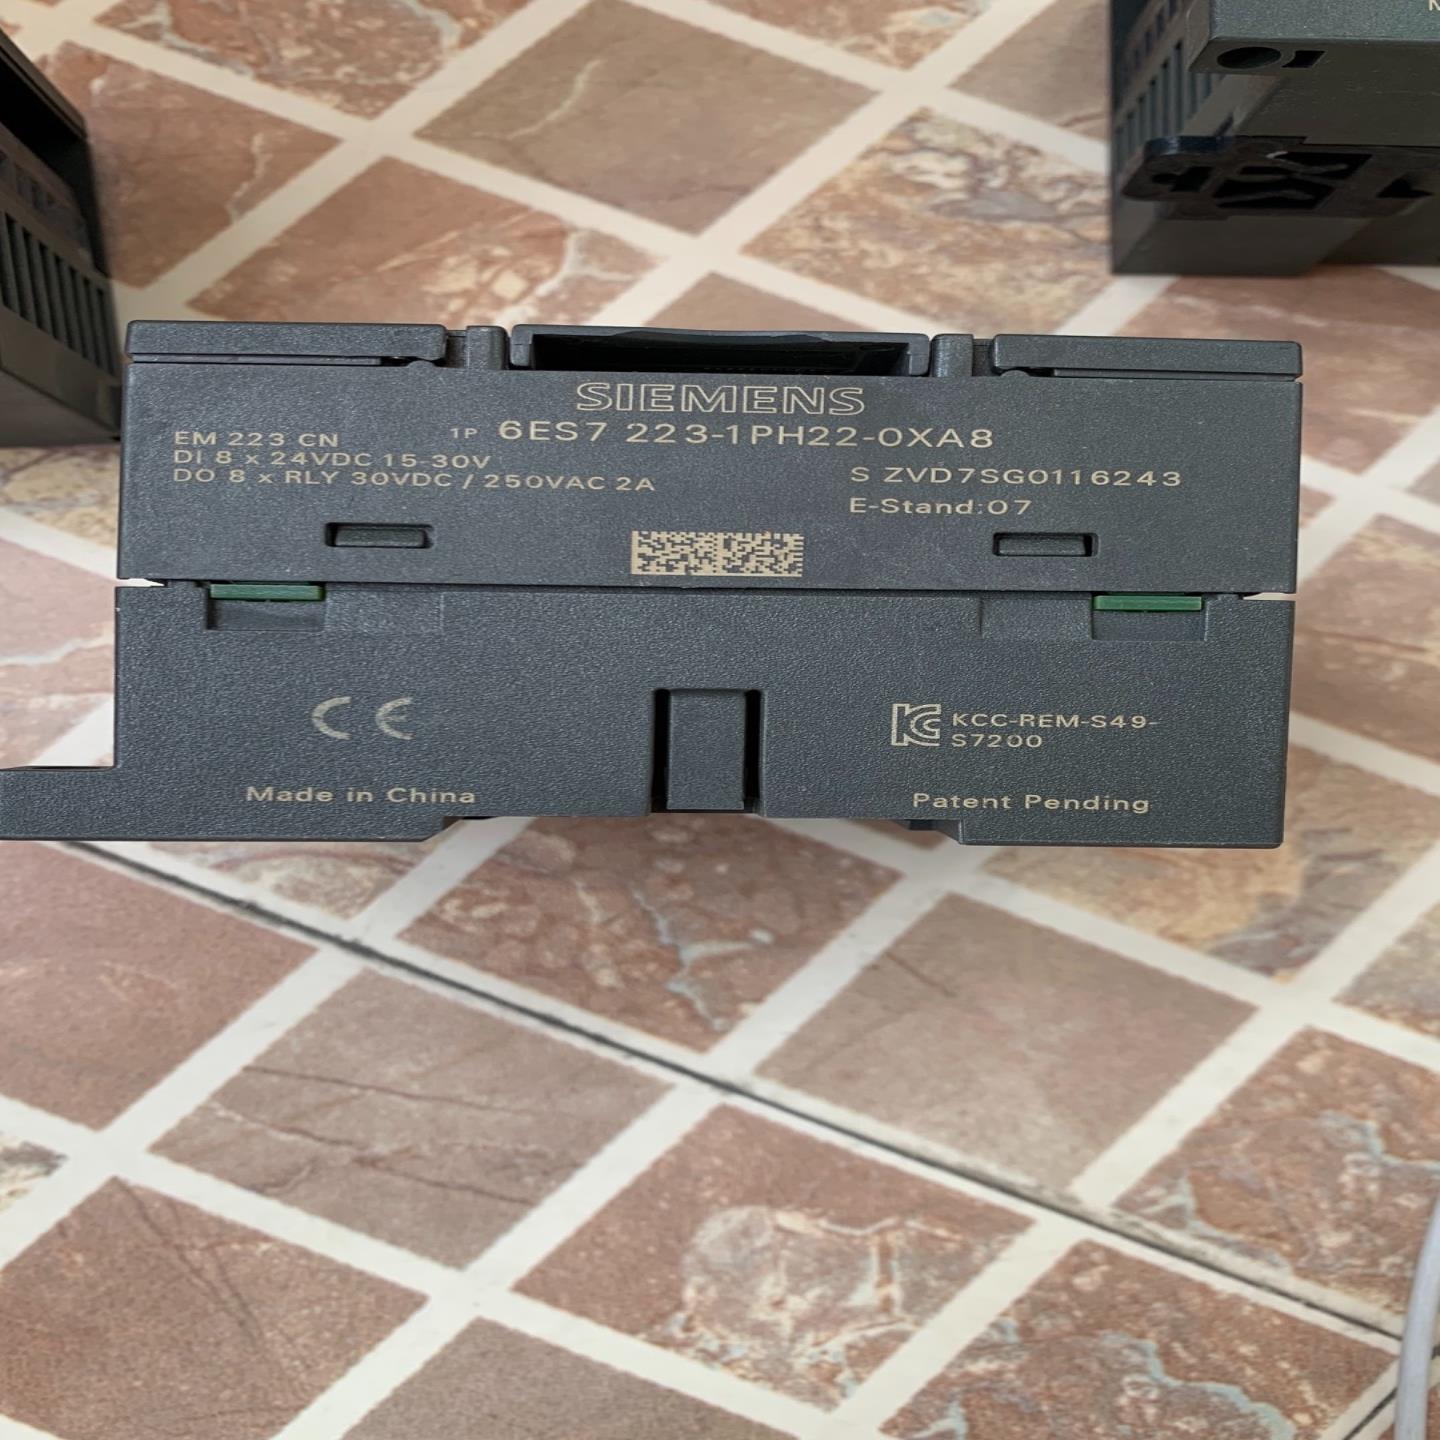 SIEMENS
EM 223 CN
1P 6ES7 223-1PH22-0XA8
DI 8 x 24VDC 15-30V
DO 8 x RLY 30VDC / 250VAC 2A
S ZVD7SG0116243
E-Stand:07
CE
KCC-REM-S49-
S7200
Made in China
Patent Pending